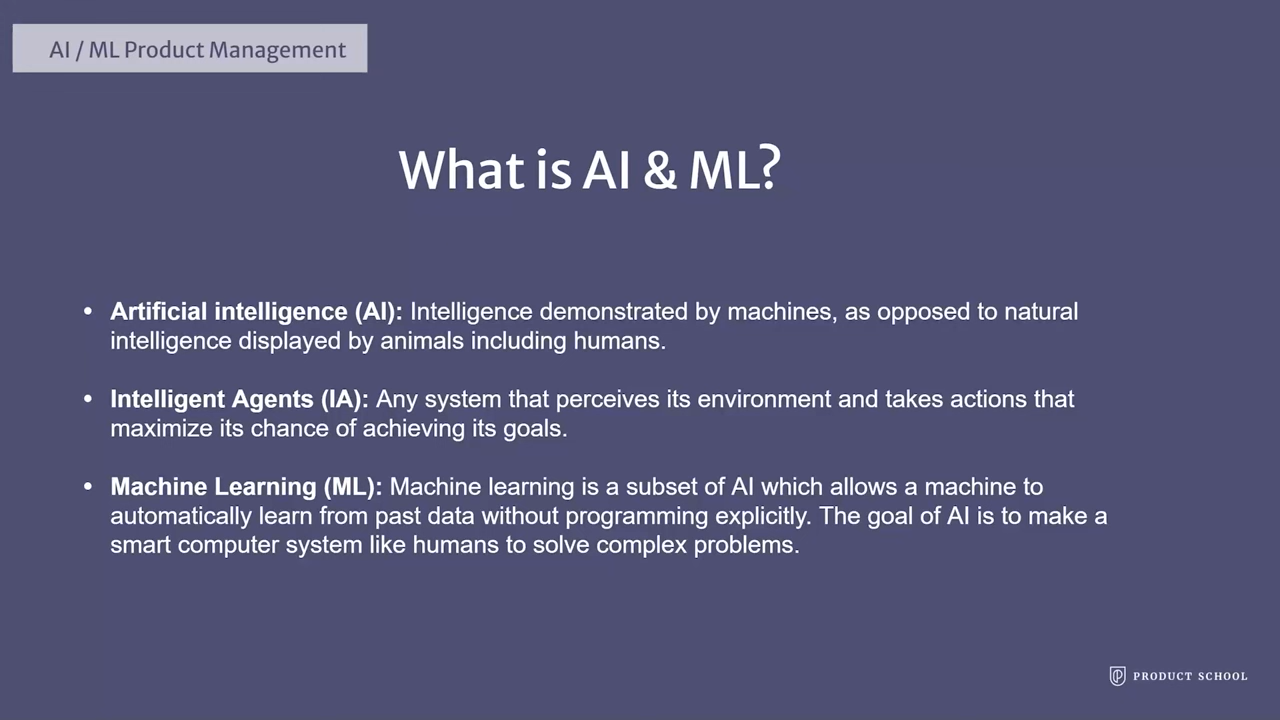 AI / ML Product Management
What is AI & ML?
• Artificial intelligence (AI): Intelligence demonstrated by machines, as opposed to natural
intelligence displayed by animals including humans.
• Intelligent Agents (IA): Any system that perceives its environment and takes actions that
maximize its chance of achieving its goals.
• Machine Learning (ML): Machine learning is a subset of AI which allows a machine to
automatically learn from past data without programming explicitly. The goal of AI is to make a
smart computer system like humans to solve complex problems.
PRODUCT SCHOOL